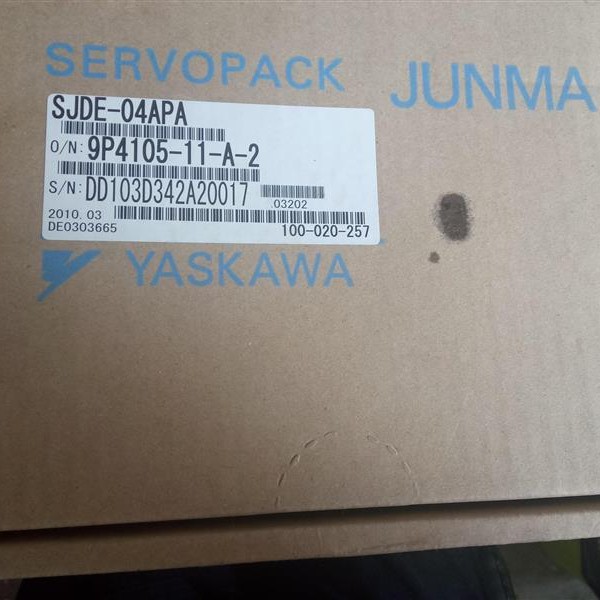 SERVOPACK JUNMA
SJDE-04APA
O/N: 9P4105-11-A-2
S/N: DD103D342A20017
.03202
2010. 03
DE0303665
100-020-257
YASKAWA